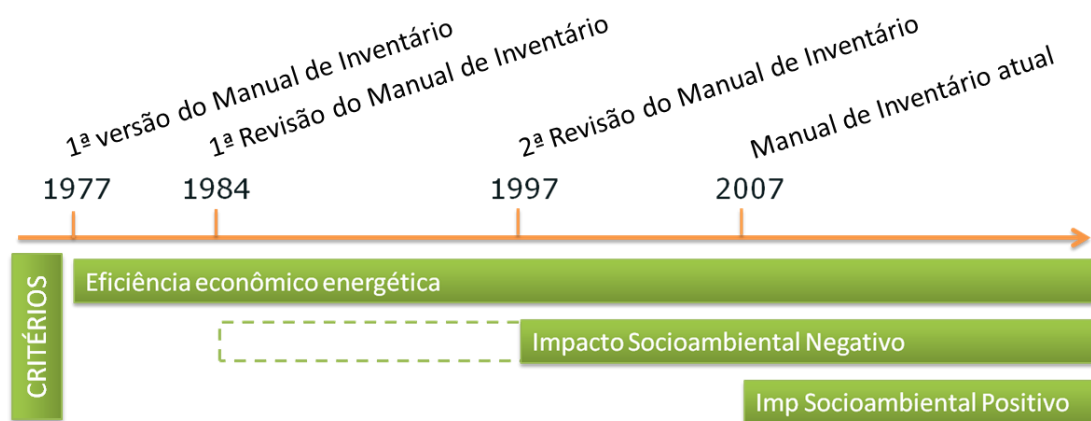 1ª versão do Manual de Inventário
1ª Revisão do Manual de Inventário
2ª Revisão do Manual de Inventário
Manual de Inventário atual
1977
1984
1997
2007
CRITÉRIOS
Eficiência econômico energética
Impacto Socioambiental Negativo
Imp Socioambiental Positivo